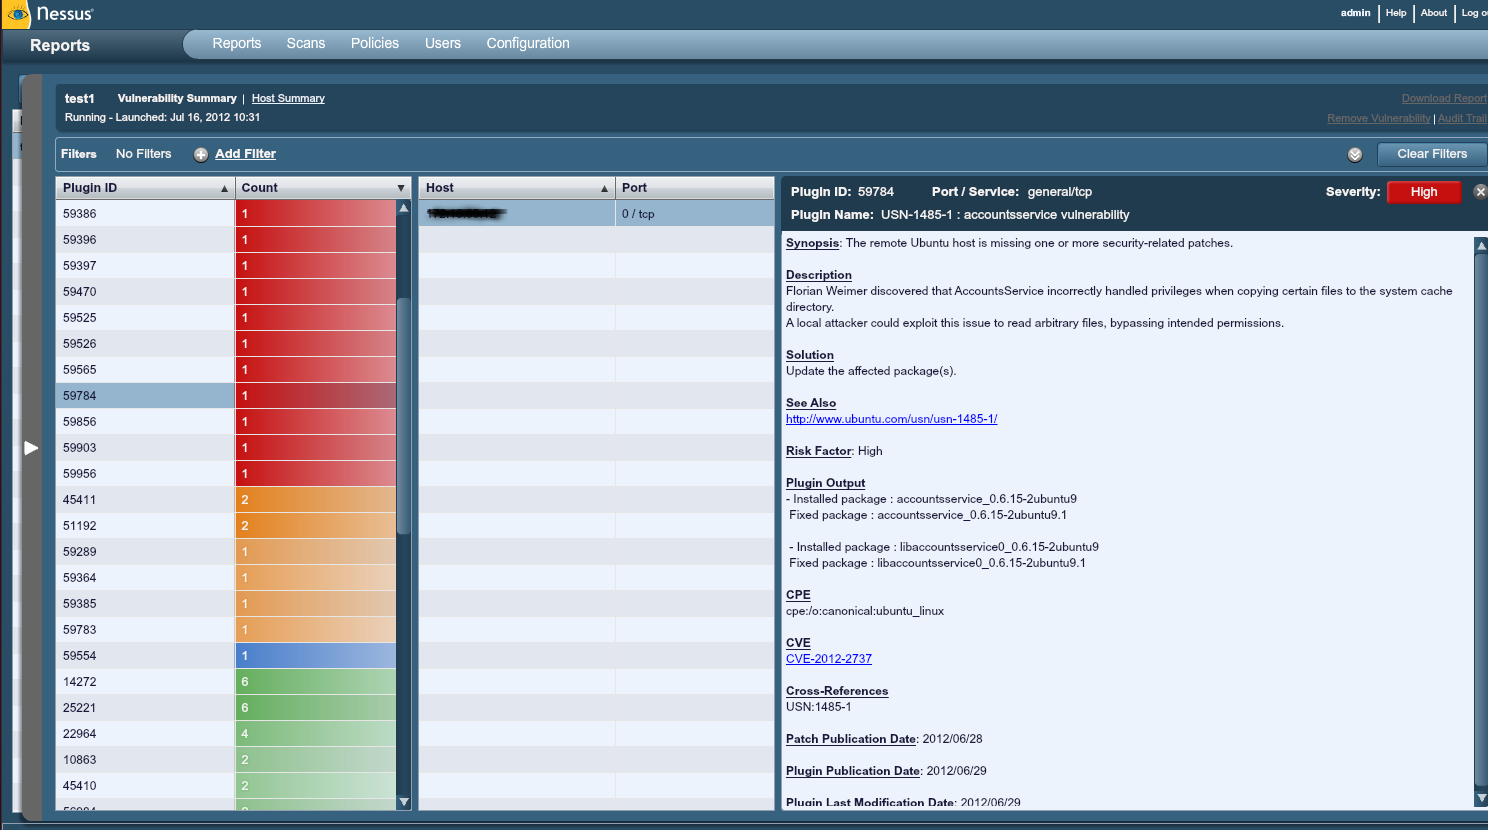 Nessus
admin | Help | About | Log o
Reports
Reports Scans Policies Users Configuration
test1 Vulnerability Summary | Host Summary
Download Report
Running - Launched: Jul 16, 2012 10:31
Remove Vulnerability | Audit Trail
Filters No Filters Add Filter
Clear Filters
Plugin ID Count
59386 1
59396 1
59397 1
59470 1
59525 1
59526 1
59565 1
59784 1
59856 1
59903 1
59956 1
45411 2
51192 2
59289 1
59364 1
59385 1
59783 1
59554 1
14272 6
25221 6
22964 4
10863 2
45410 2
Host Port
0 / tcp
Plugin ID: 59784 Port / Service: general/tcp Severity: High
Plugin Name: USN-1485-1 : accountsservice vulnerability
Synopsis: The remote Ubuntu host is missing one or more security-related patches.
Description
Florian Weimer discovered that AccountsService incorrectly handled privileges when copying certain files to the system cache
directory.
A local attacker could exploit this issue to read arbitrary files, bypassing intended permissions.
Solution
Update the affected package(s).
See Also
http://www.ubuntu.com/usn/usn-1485-1/
Risk Factor: High
Plugin Output
- Installed package : accountsservice_0.6.15-2ubuntu9
Fixed package : accountsservice_0.6.15-2ubuntu9.1
- Installed package : libaccountsservice0_0.6.15-2ubuntu9
Fixed package : libaccountsservice0_0.6.15-2ubuntu9.1
CPE
cpe:/o:canonical:ubuntu_linux
CVE
CVE-2012-2737
Cross-References
USN:1485-1
Patch Publication Date: 2012/06/28
Plugin Publication Date: 2012/06/29
Plugin Last Modification Date: 2012/06/29